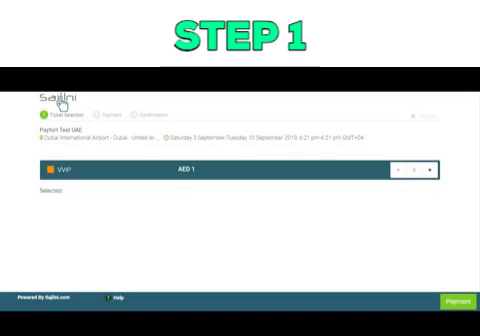 STEP 1
Sajilni
1 Ticket Selection 2 Payment 3 Confirmation
Payfort Test UAE
Dubai International Airport - Dubai - United Ar... Saturday 3 September-Tuesday 10 September 2019, 6:21 pm-6:21 pm GMT+04
VVIP AED 1 - 0 +
Selected:
Powered By Sajilni.com ? Help Payment